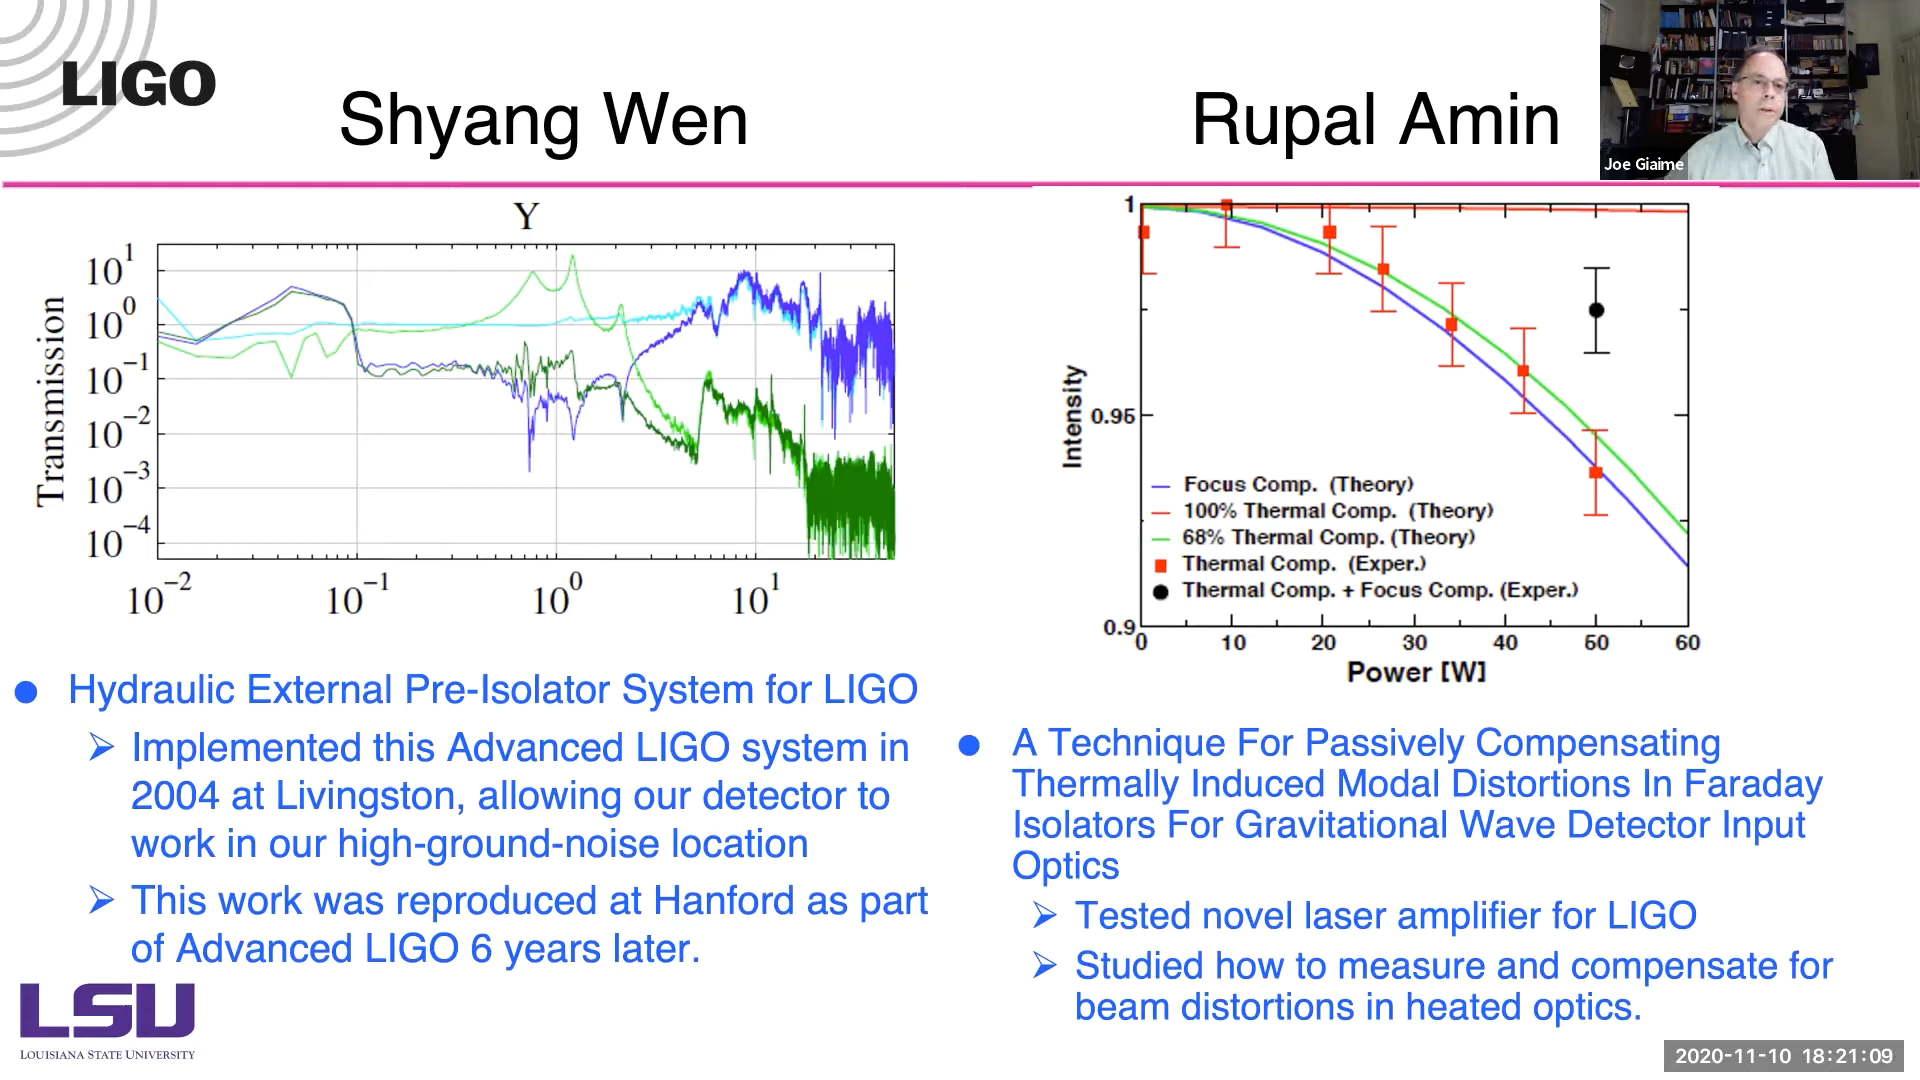 LIGO
Shyang Wen
Rupal Amin
Joe Giaime
Y
Transmission
10^1
10^0
10^-1
10^-2
10^-3
10^-4
10^-2
10^-1
10^0
10^1
Hydraulic External Pre-Isolator System for LIGO
Implemented this Advanced LIGO system in
2004 at Livingston, allowing our detector to
work in our high-ground-noise location
This work was reproduced at Hanford as part
of Advanced LIGO 6 years later.
LSU
LOUISIANA STATE UNIVERSITY
Intensity
1
0.95
0.9
Focus Comp. (Theory)
100% Thermal Comp. (Theory)
68% Thermal Comp. (Theory)
Thermal Comp. (Exper.)
Thermal Comp. + Focus Comp. (Exper.)
0 10 20 30 40 50 60
Power [W]
A Technique For Passively Compensating
Thermally Induced Modal Distortions In Faraday
Isolators For Gravitational Wave Detector Input
Optics
Tested novel laser amplifier for LIGO
Studied how to measure and compensate for
beam distortions in heated optics.
2020-11-10 18:21:09